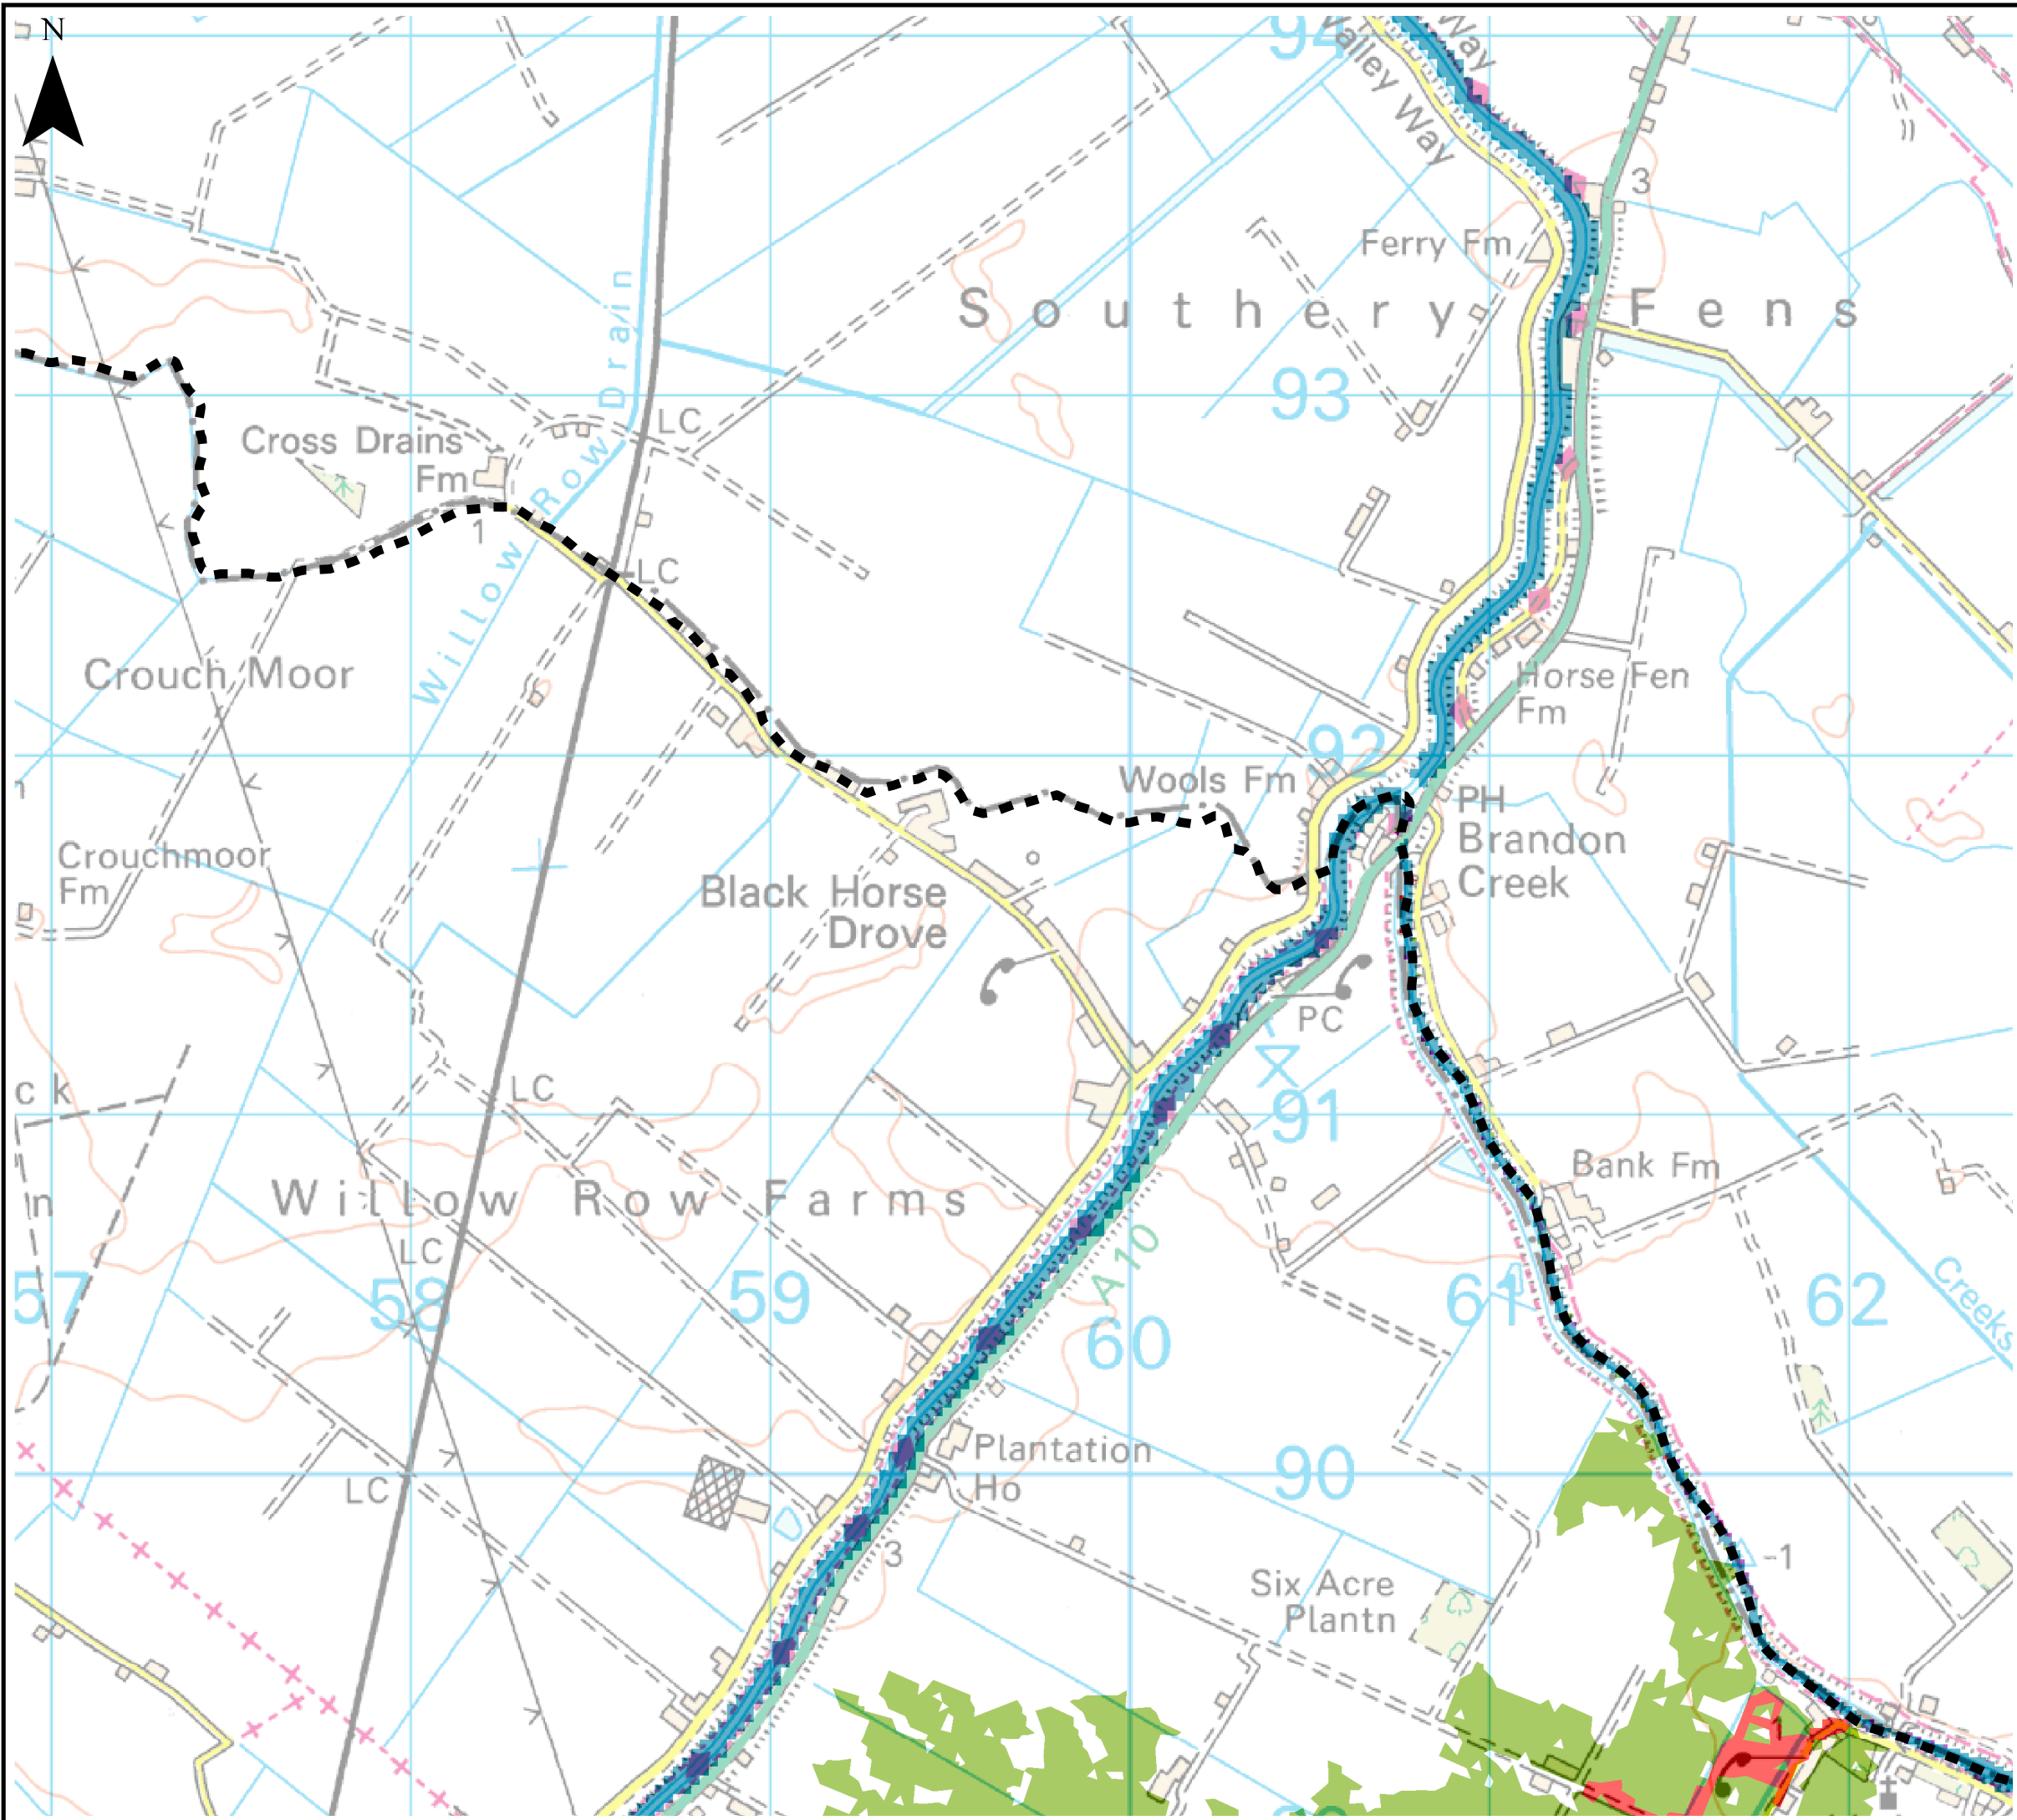 N
94
Way
Valley Way
3
Ferry Fm
Southery Fens
Willow Row Drain
93
LC
Cross Drains
Fm
1
LC
Crouch Moor
Horse Fen
Fm
92
Wools Fm
PH
Brandon
Creek
Crouchmoor
Fm
Black Horse
Drove
PC
ck
LC
91
Bank Fm
n
Willow Row Farms
LC
A10
57
58
59
60
61
62
Creeks
Plantation
Ho
90
LC
3
-1
Six Acre
Plantn